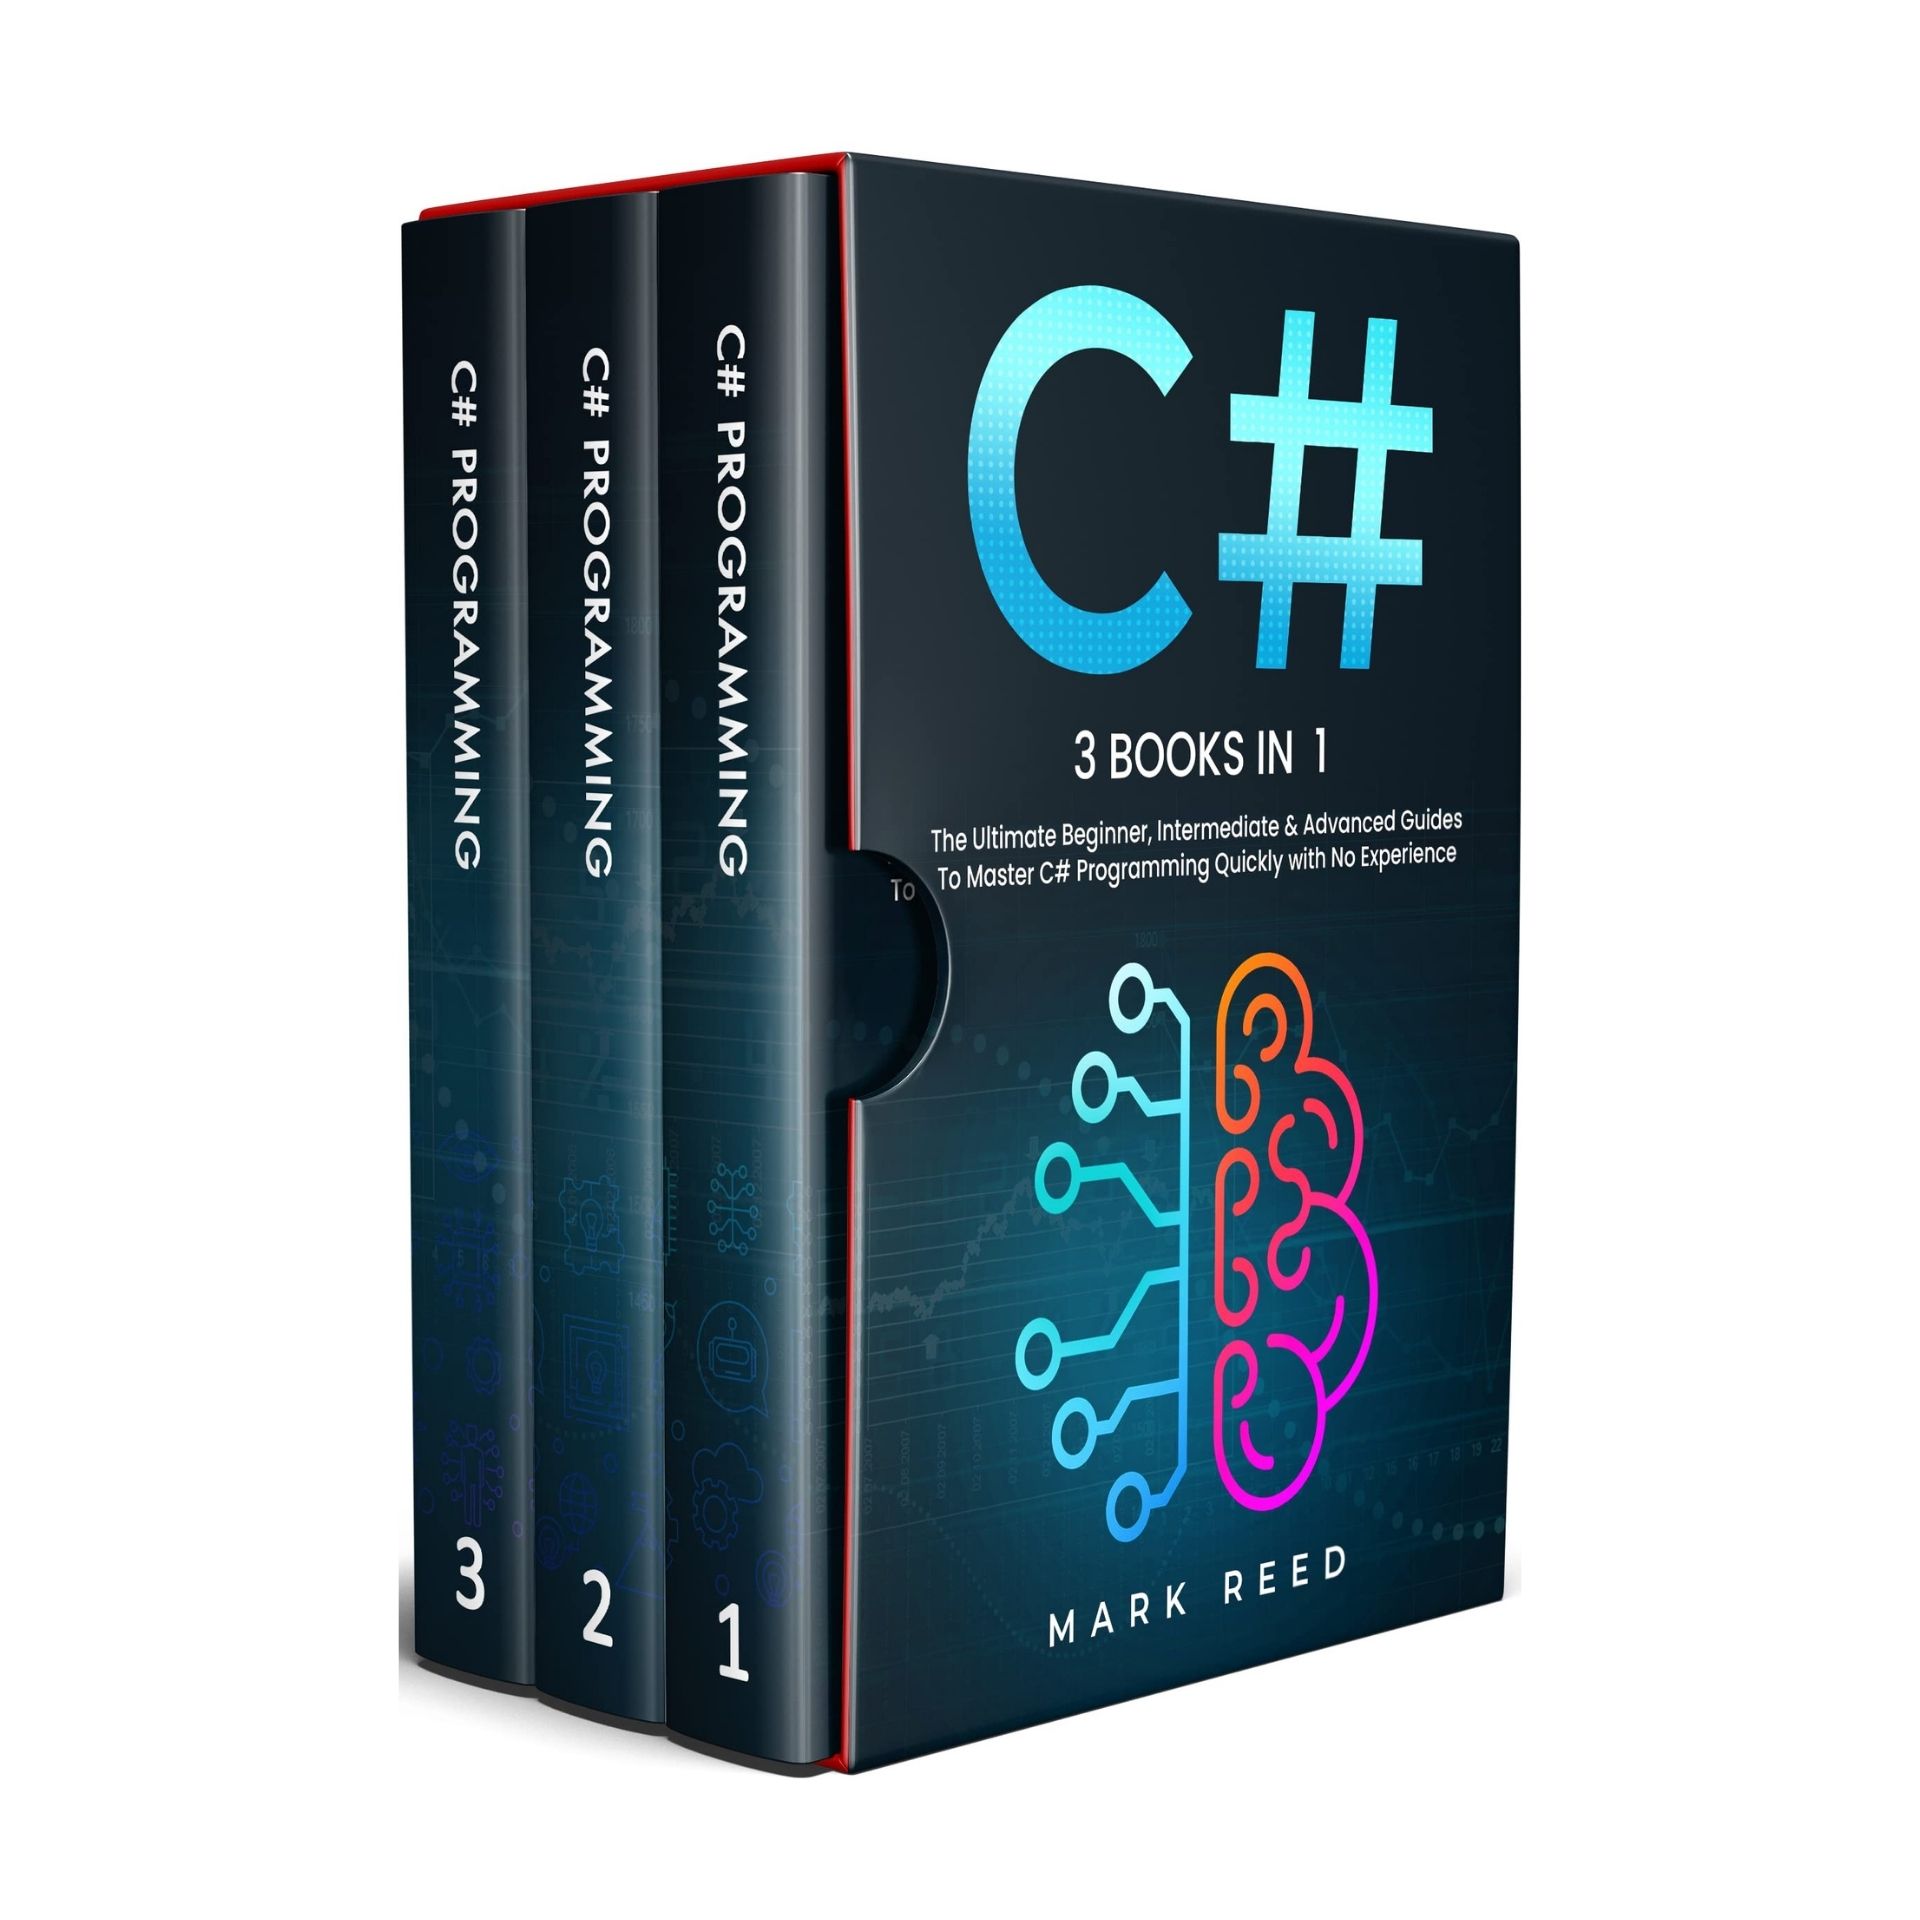 C# PROGRAMMING
3
C# PROGRAMMING
2
C# PROGRAMMING
1
C#
3 BOOKS IN 1
The Ultimate Beginner, Intermediate & Advanced Guides
To Master C# Programming Quickly with No Experience
To
MARK REED